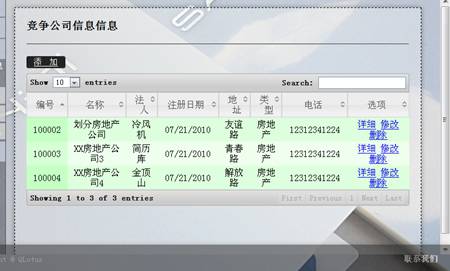 竞争公司信息信息
添 加
Show 10 entries Search:
编号 名称 法人 注册日期 地址 类型 电话 选项
100002 划分房地产公司 冷风机 07/21/2010 友谊路 房地产 12312341224 详细 修改 删除
100003 XX房地产公司3 简历库 07/21/2010 青春路 房地产 12312341224 详细 修改 删除
100004 XX房地产公司4 金顶山 07/21/2010 解放路 房地产 12312341224 详细 修改 删除
Showing 1 to 3 of 3 entries First Previous 1 Next Last
@ QLotus 联系我们